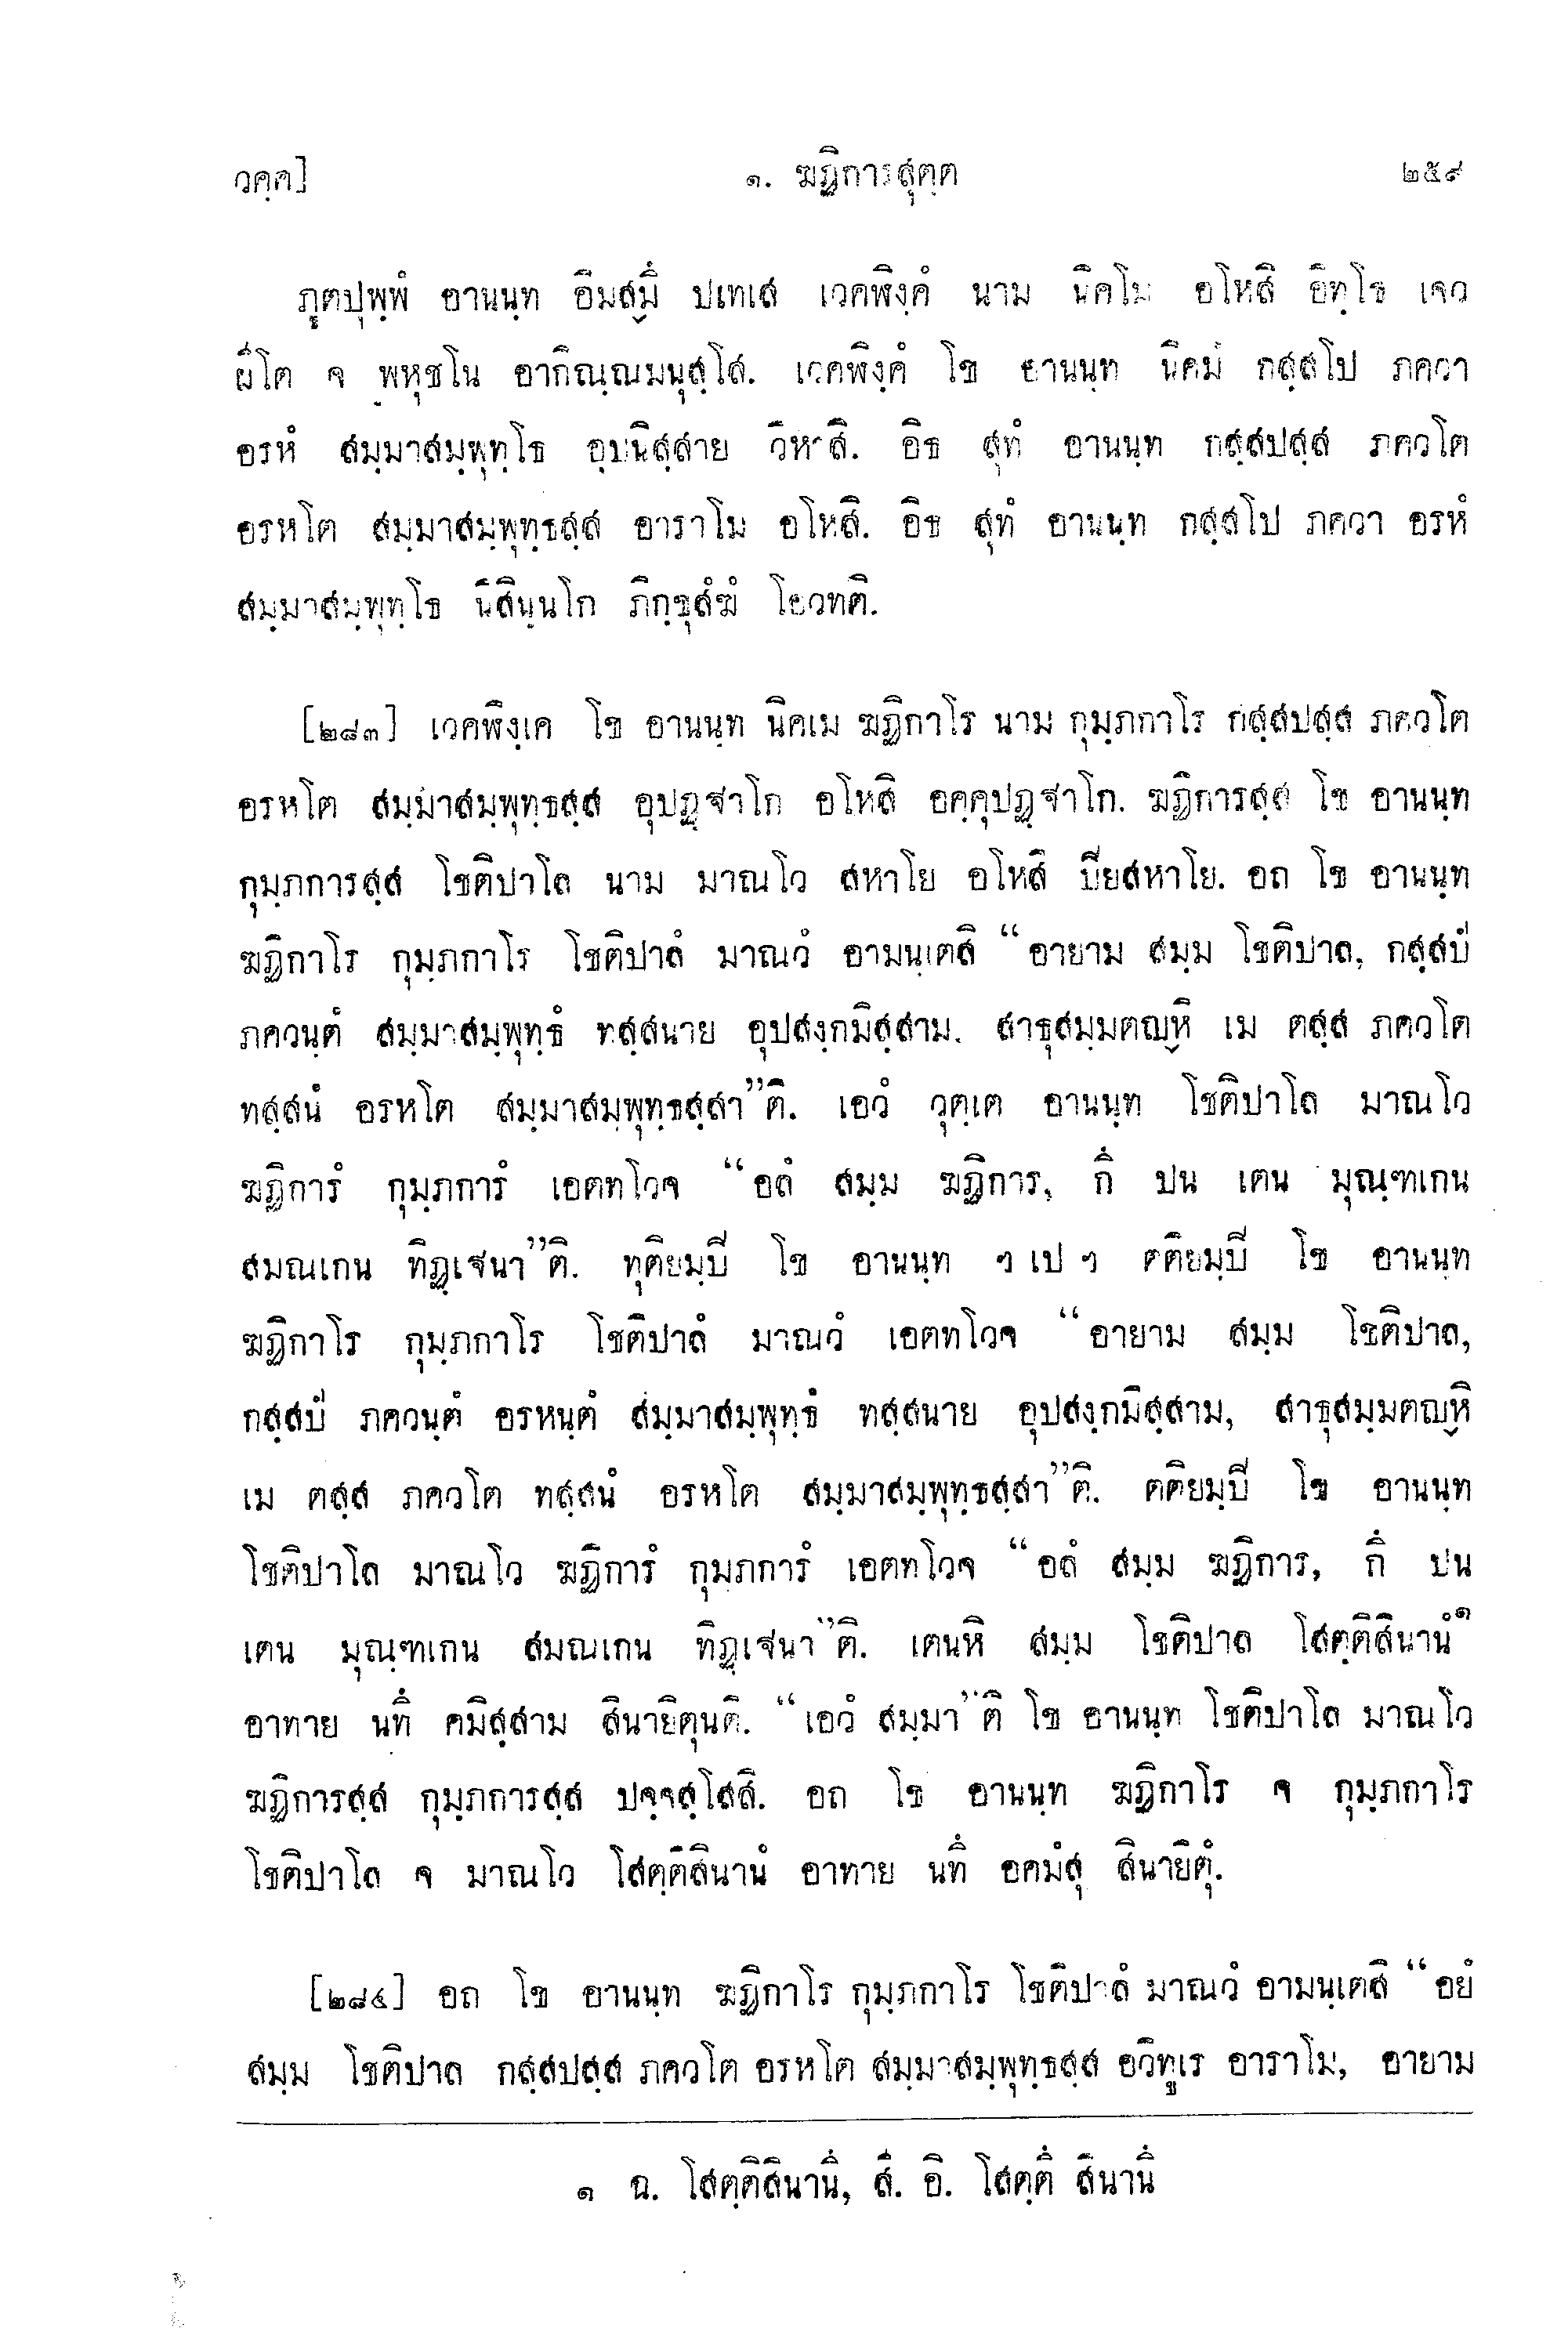 วคฺค] ๑. ฆฏิการสุตฺต ๒๕๙
ภูตปุพฺพํ อานนฺท อิมสฺมึ ปเทเส เวคพิงฺคํ นาม นิคโม อโหสิ อิทฺโธ เจว
ผีโต จ พหุชโน อากิณฺณมนุสฺโส. เวคพิงฺคํ โข อานนฺท นิคมํ กสฺสโป ภควา
อรหํ สมฺมาสมฺพุทฺโธ อุปนิสฺสาย วิหาสิ. อิธ สุทํ อานนฺท กสฺสปสฺส ภควโต
อรหโต สมฺมาสมฺพุทฺธสฺส อาราโม อโหสิ. อิธ สุทํ อานนฺท กสฺสโป ภควา อรหํ
สมฺมาสมฺพุทฺโธ นิสินฺนโก ภิกฺขุสํฆํ โอวทติ.
[๒๘๓] เวคพิงฺเค โข อานนฺท นิคเม ฆฏิกาโร นาม กุมฺภกาโร กสฺสปสฺส ภควโต
อรหโต สมฺมาสมฺพุทฺธสฺส อุปฏฺฐาโก อโหสิ อคฺคุปฏฺฐาโก. ฆฏิการสฺส โข อานนฺท
กุมฺภการสฺส โชติปาโล นาม มาณโว สหาโย อโหสิ ปิยสหาโย. อถ โข อานนฺท
ฆฏิกาโร กุมฺภกาโร โชติปาลํ มาณวํ อามนฺเตสิ “อายาม สมฺม โชติปาล, กสฺสปํ
ภควนฺตํ สมฺมาสมฺพุทฺธํ ทสฺสนาย อุปสงฺกมิสฺสาม. สาธุสมฺมตญฺหิ เม ตสฺส ภควโต
ทสฺสนํ อรหโต สมฺมาสมฺพุทฺธสฺสา”ติ. เอวํ วุตฺเต อานนฺท โชติปาโล มาณโว
ฆฏิการํ กุมฺภการํ เอตทโวจ “อลํ สมฺม ฆฏิการ, กึ ปน เตน มุณฺฑเกน
สมณเกน ทิฏฺเฐนา”ติ. ทุติยมฺปิ โข อานนฺท ฯ เป ฯ ตติยมฺปิ โข อานนฺท
ฆฏิกาโร กุมฺภกาโร โชติปาลํ มาณวํ เอตทโวจ “อายาม สมฺม โชติปาล,
กสฺสปํ ภควนฺตํ อรหนฺตํ สมฺมาสมฺพุทฺธํ ทสฺสนาย อุปสงฺกมิสฺสาม, สาธุสมฺมตญฺหิ
เม ตสฺส ภควโต ทสฺสนํ อรหโต สมฺมาสมฺพุทฺธสฺสา”ติ. ตติยมฺปิ โข อานนฺท
โชติปาโล มาณโว ฆฏิการํ กุมฺภการํ เอตทโวจ “อลํ สมฺม ฆฏิการ, กึ ปน
เตน มุณฺฑเกน สมณเกน ทิฏฺเฐนา”ติ. เตนหิ สมฺม โชติปาล โสตฺติสินานํ๑
อาทาย นทึ คมิสฺสาม สินายิตุนติ. “เอวํ สมฺมา”ติ โข อานนฺท โชติปาโล มาณโว
ฆฏิการสฺส กุมฺภการสฺส ปจฺจสฺโสสิ. อถ โข อานนฺท ฆฏิกาโร จ กุมฺภกาโร
โชติปาโล จ มาณโว โสตฺติสินานํ อาทาย นทึ อคมํสุ สินายิตุํ.
[๒๘๔] อถ โข อานนฺท ฆฏิกาโร กุมฺภกาโร โชติปาลํ มาณวํ อามนฺเตสิ “อยํ
สมฺม โชติปาล กสฺสปสฺส ภควโต อรหโต สมฺมาสมฺพุทฺธสฺส อวิทูเร อาราโม, อายาม
๑ ฉ. โสตฺติสินานึ, สี. อิ. โสตฺตึ สินานึ